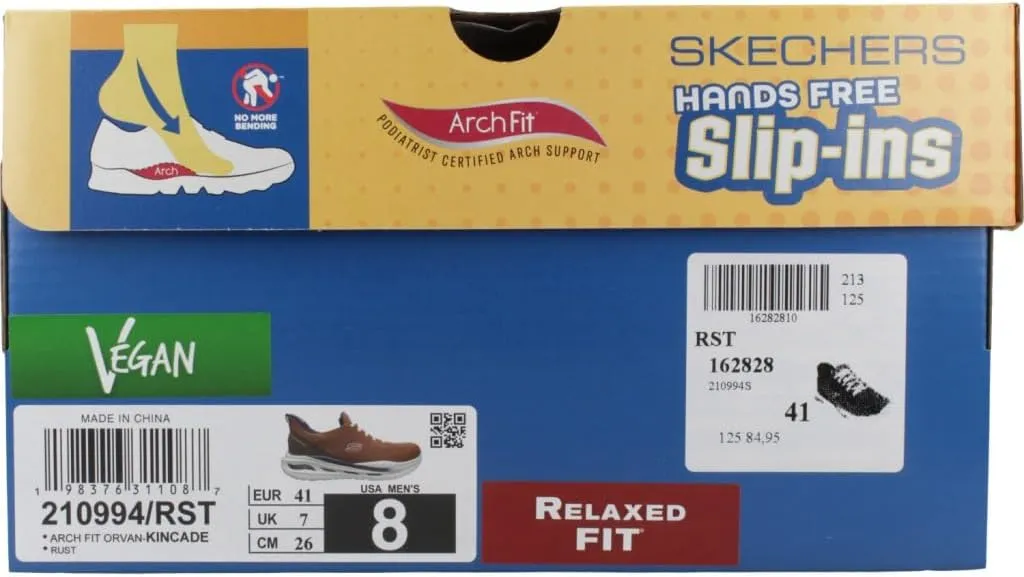 NO MORE
BENDING
Arch
Arch Fit
PODIATRIST CERTIFIED ARCH SUPPORT
SKECHERS
HANDS FREE
Slip-ins
VEGAN
213
125
16282810
RST
162828
210994S
41
125 84,95
MADE IN CHINA
1 98376 31108 7
210994/RST
• ARCH FIT ORVAN-KINCADE
• RUST
EUR 41
UK 7
CM 26
USA MEN'S
8
RELAXED
FIT